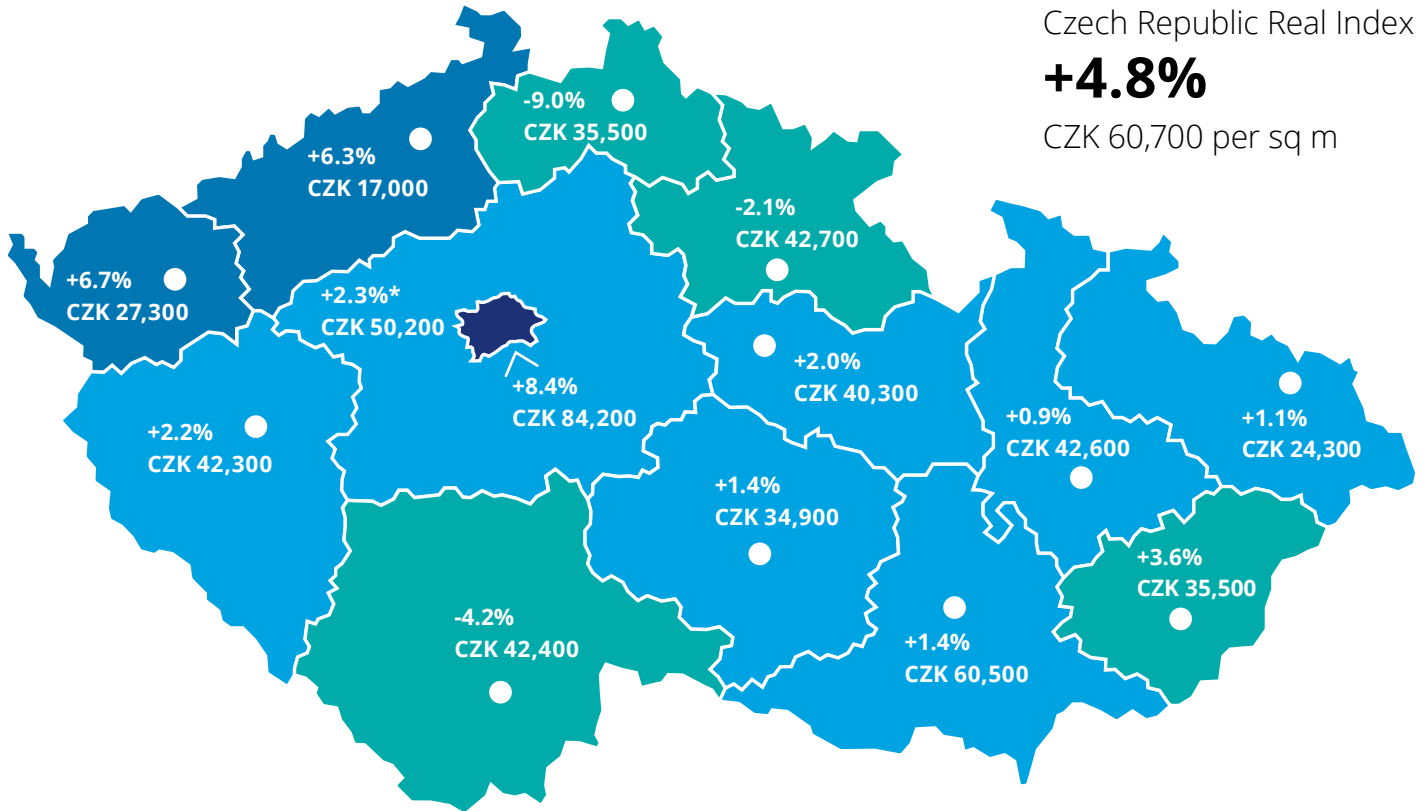 Czech Republic Real Index
+4.8%
CZK 60,700 per sq m
-9.0%
CZK 35,500
+6.3%
CZK 17,000
-2.1%
CZK 42,700
+6.7%
CZK 27,300
+2.3%*
CZK 50,200
+8.4%
CZK 84,200
+2.0%
CZK 40,300
+2.2%
CZK 42,300
+0.9%
CZK 42,600
+1.1%
CZK 24,300
+1.4%
CZK 34,900
+3.6%
CZK 35,500
-4.2%
CZK 42,400
+1.4%
CZK 60,500